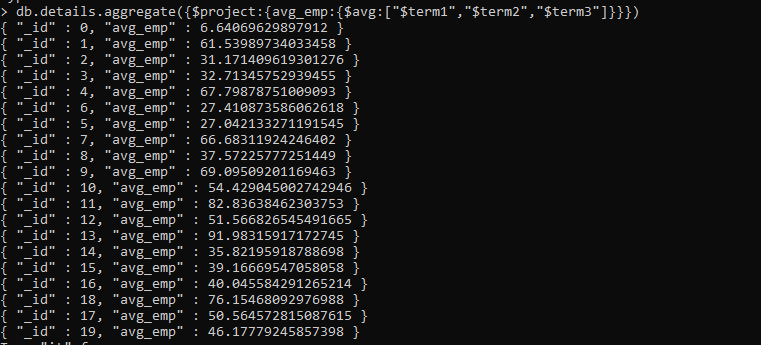 > db.details.aggregate({$project:{avg_emp:{$avg:["$term1","$term2","$term3"]}}})
{ "_id" : 0, "avg_emp" : 6.64069629897912 }
{ "_id" : 1, "avg_emp" : 61.53989734033458 }
{ "_id" : 2, "avg_emp" : 31.171409619301276 }
{ "_id" : 3, "avg_emp" : 32.71345752939455 }
{ "_id" : 4, "avg_emp" : 67.79878751009093 }
{ "_id" : 6, "avg_emp" : 27.410873586062618 }
{ "_id" : 5, "avg_emp" : 27.042133271191545 }
{ "_id" : 7, "avg_emp" : 66.68311924246402 }
{ "_id" : 8, "avg_emp" : 37.57225777251449 }
{ "_id" : 9, "avg_emp" : 69.09509201169463 }
{ "_id" : 10, "avg_emp" : 54.429045002742946 }
{ "_id" : 11, "avg_emp" : 82.83638462303753 }
{ "_id" : 12, "avg_emp" : 51.566826545491665 }
{ "_id" : 13, "avg_emp" : 91.98315917172745 }
{ "_id" : 14, "avg_emp" : 35.82195918788698 }
{ "_id" : 15, "avg_emp" : 39.16669547058058 }
{ "_id" : 16, "avg_emp" : 40.045584291265214 }
{ "_id" : 18, "avg_emp" : 76.15468092976988 }
{ "_id" : 17, "avg_emp" : 50.564572815087615 }
{ "_id" : 19, "avg_emp" : 46.17779245857398 }